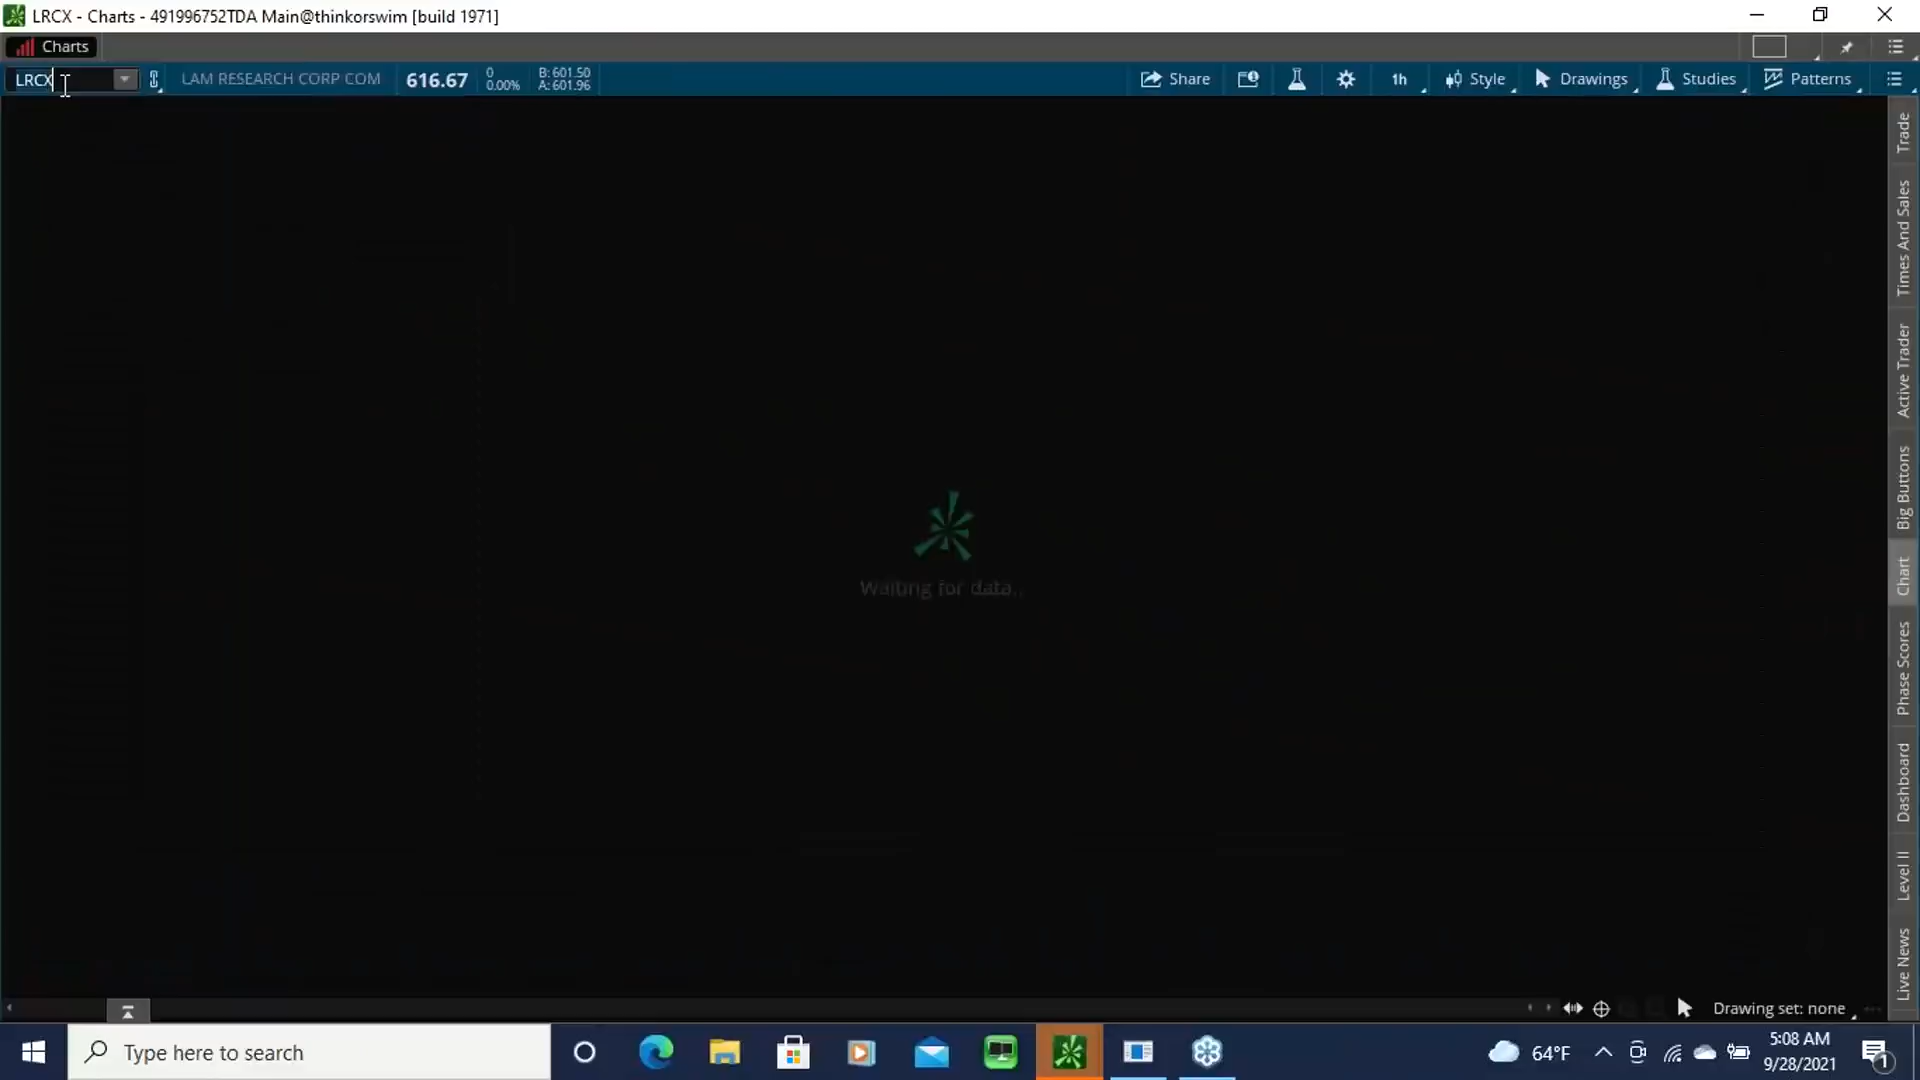 LRCX - Charts - 491996752TDA Main@thinkorswim [build 1971]
Charts
LRCX LAM RESEARCH CORP COM 616.67 0 0.00% B: 601.50 A: 601.96 Share 1h Style Drawings Studies Patterns
Trade
Times And Sales
Active Trader
Big Buttons
Chart
Phase Scores
Dashboard
Level II
Live News
Waiting for data..
Drawing set: none
Type here to search
64°F
5:08 AM
9/28/2021
1